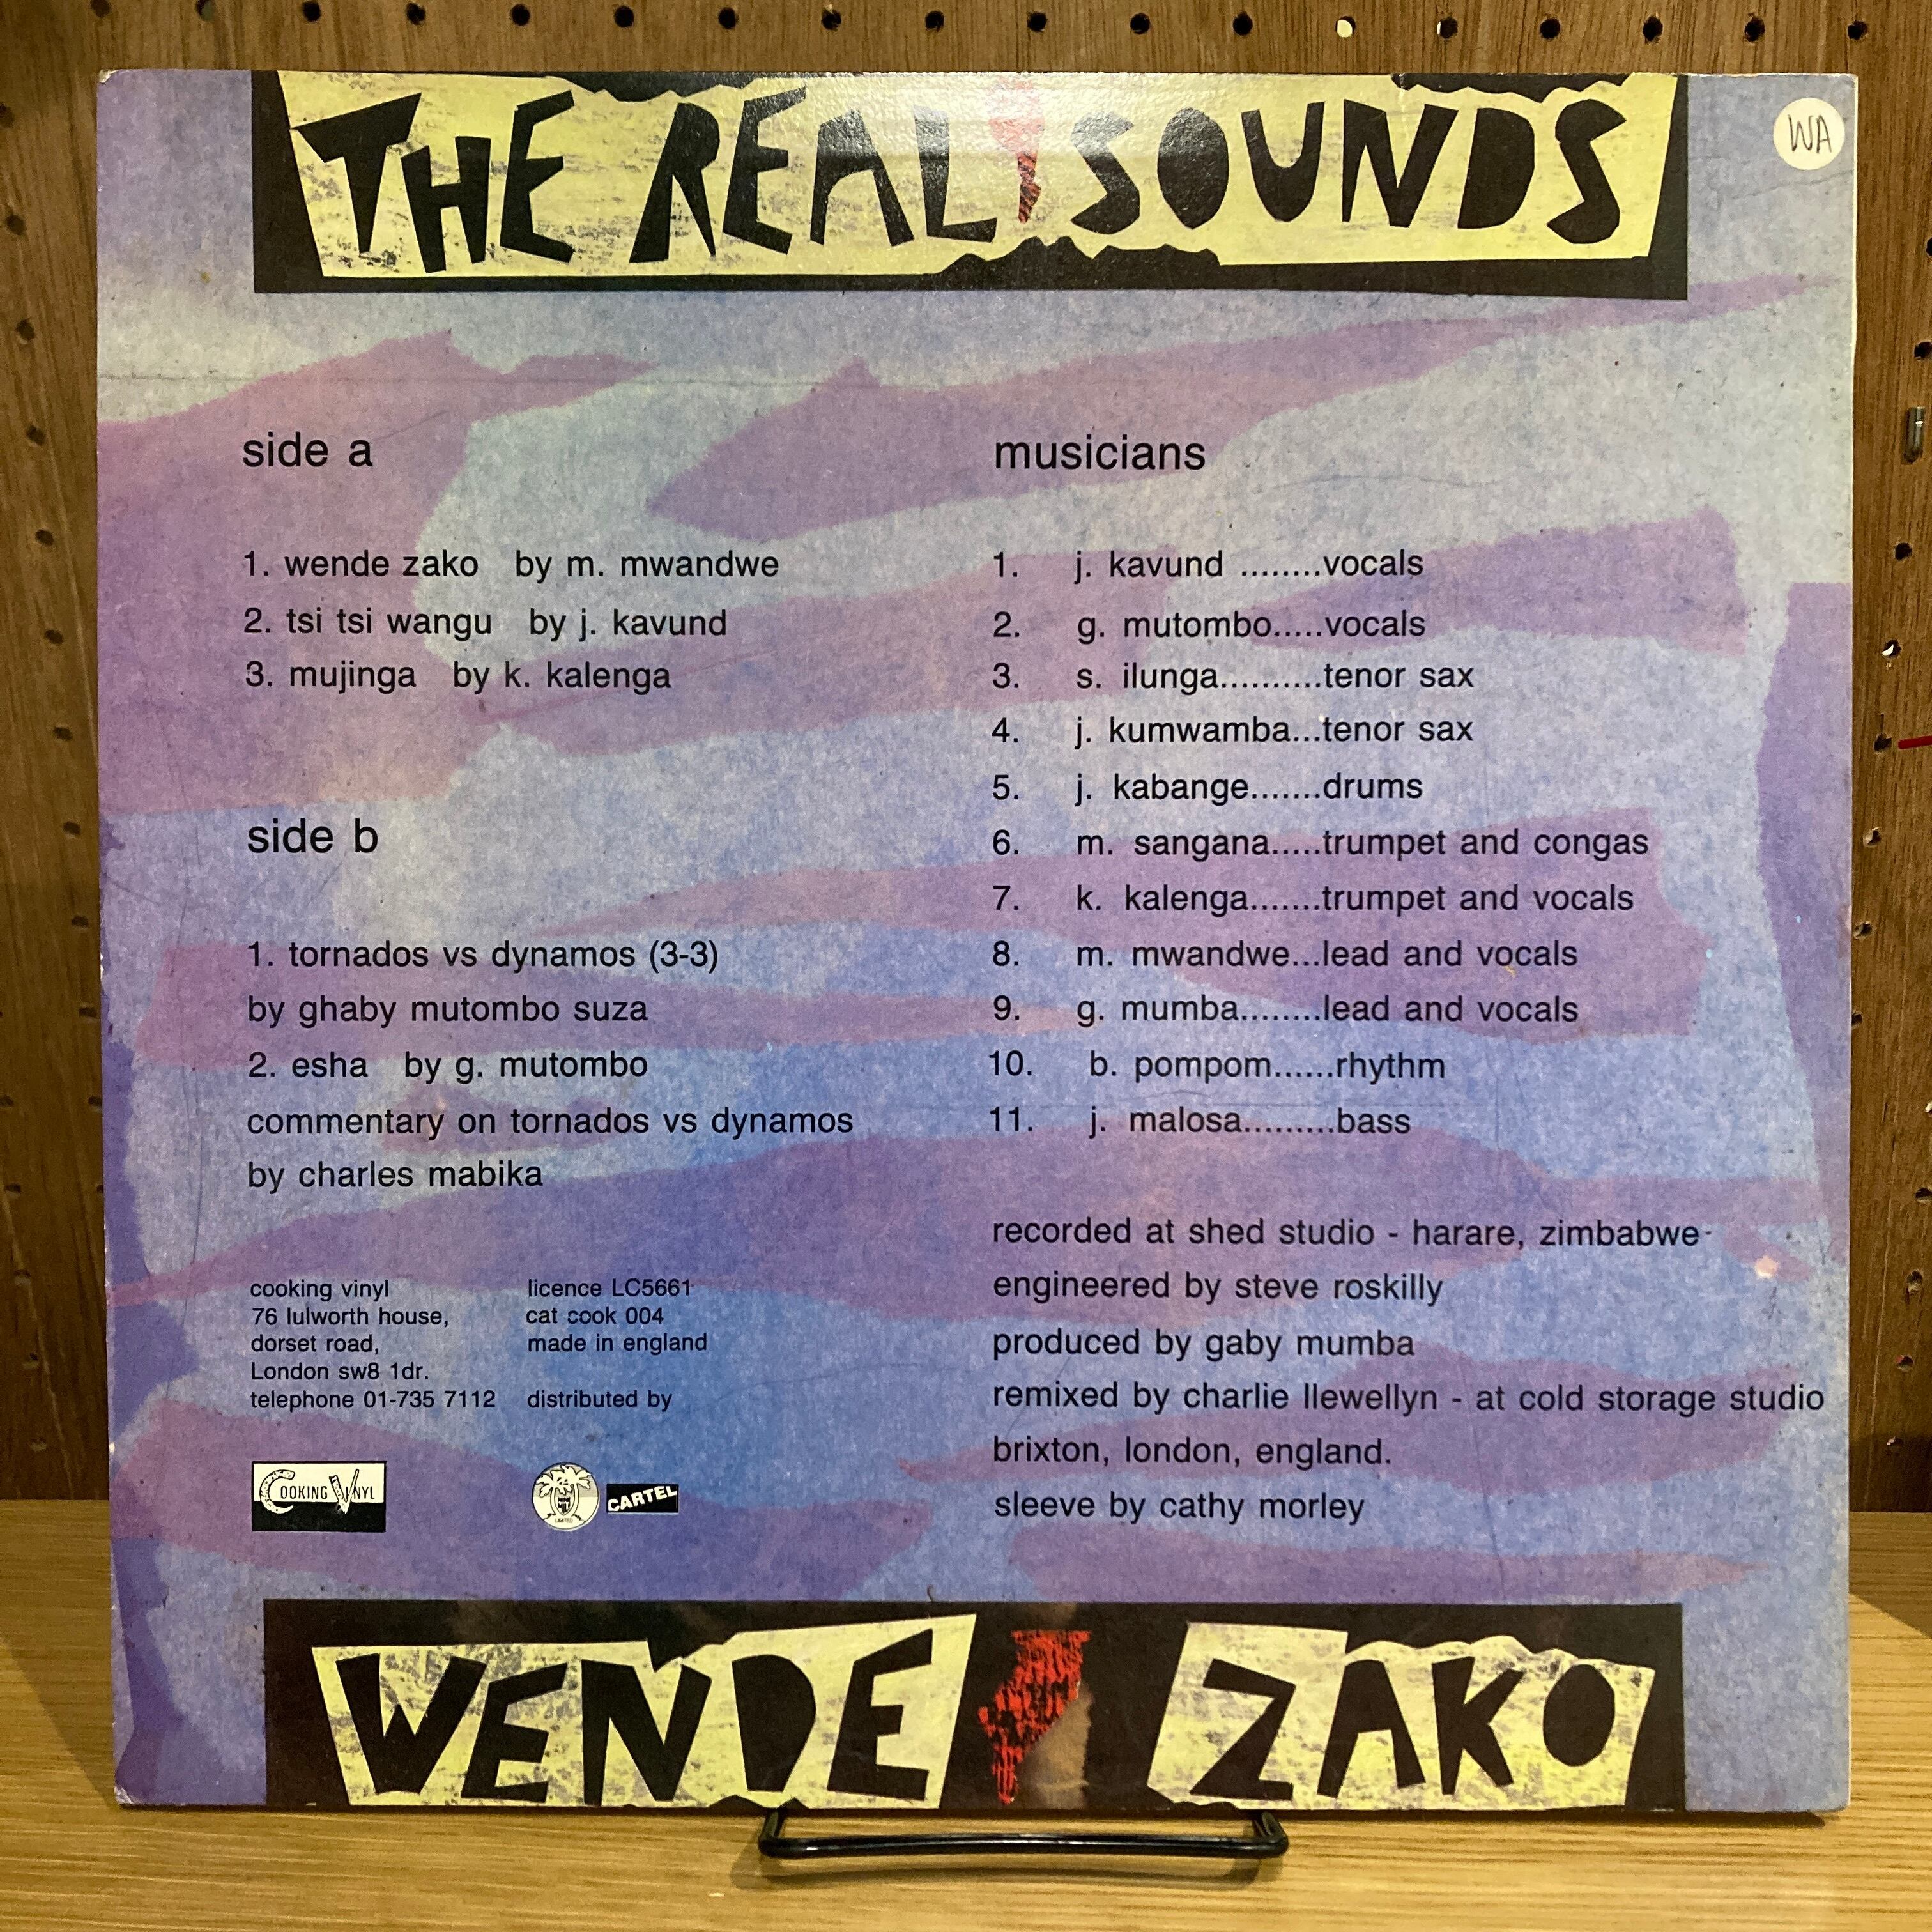 THE REAL SOUNDS
WA
side a
1. wende zako by m. mwandwe
2. tsi tsi wangu by j. kavund
3. mujinga by k. kalenga
side b
1. tornados vs dynamos (3-3)
by ghaby mutombo suza
2. esha by g. mutombo
commentary on tornados vs dynamos
by charles mabika
cooking vinyl
76 lulworth house,
dorset road,
London sw8 1dr.
telephone 01-735 7112
licence LC5661
cat cook 004
made in england
distributed by
COOKING VINYL
CARTEL
musicians
1. j. kavund ........vocals
2. g. mutombo.....vocals
3. s. ilunga..........tenor sax
4. j. kumwamba...tenor sax
5. j. kabange.......drums
6. m. sangana.....trumpet and congas
7. k. kalenga.......trumpet and vocals
8. m. mwandwe...lead and vocals
9. g. mumba........lead and vocals
10. b. pompom......rhythm
11. j. malosa.........bass
recorded at shed studio - harare, zimbabwe-
engineered by steve roskilly
produced by gaby mumba
remixed by charlie llewellyn - at cold storage studio
brixton, london, england.
sleeve by cathy morley
WENDE ZAKO